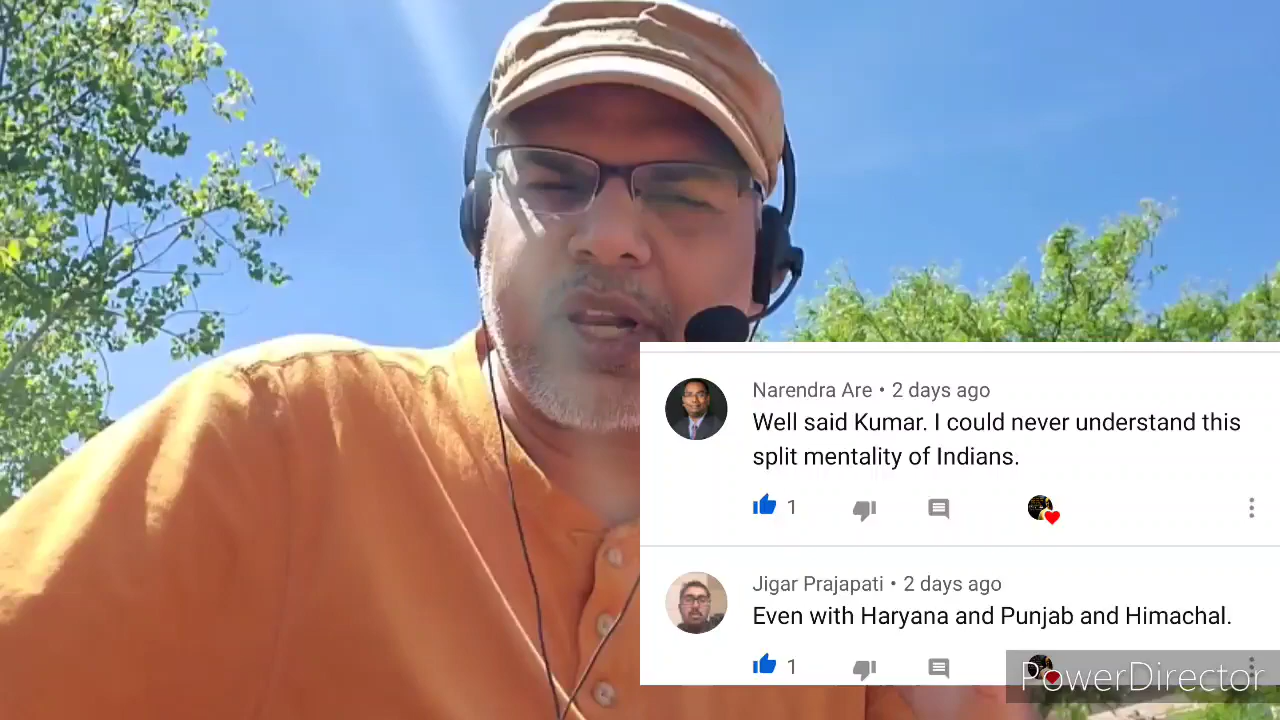 Narendra Are • 2 days ago
Well said Kumar. I could never understand this
split mentality of Indians.
1
Jigar Prajapati • 2 days ago
Even with Haryana and Punjab and Himachal.
1
PowerDirector